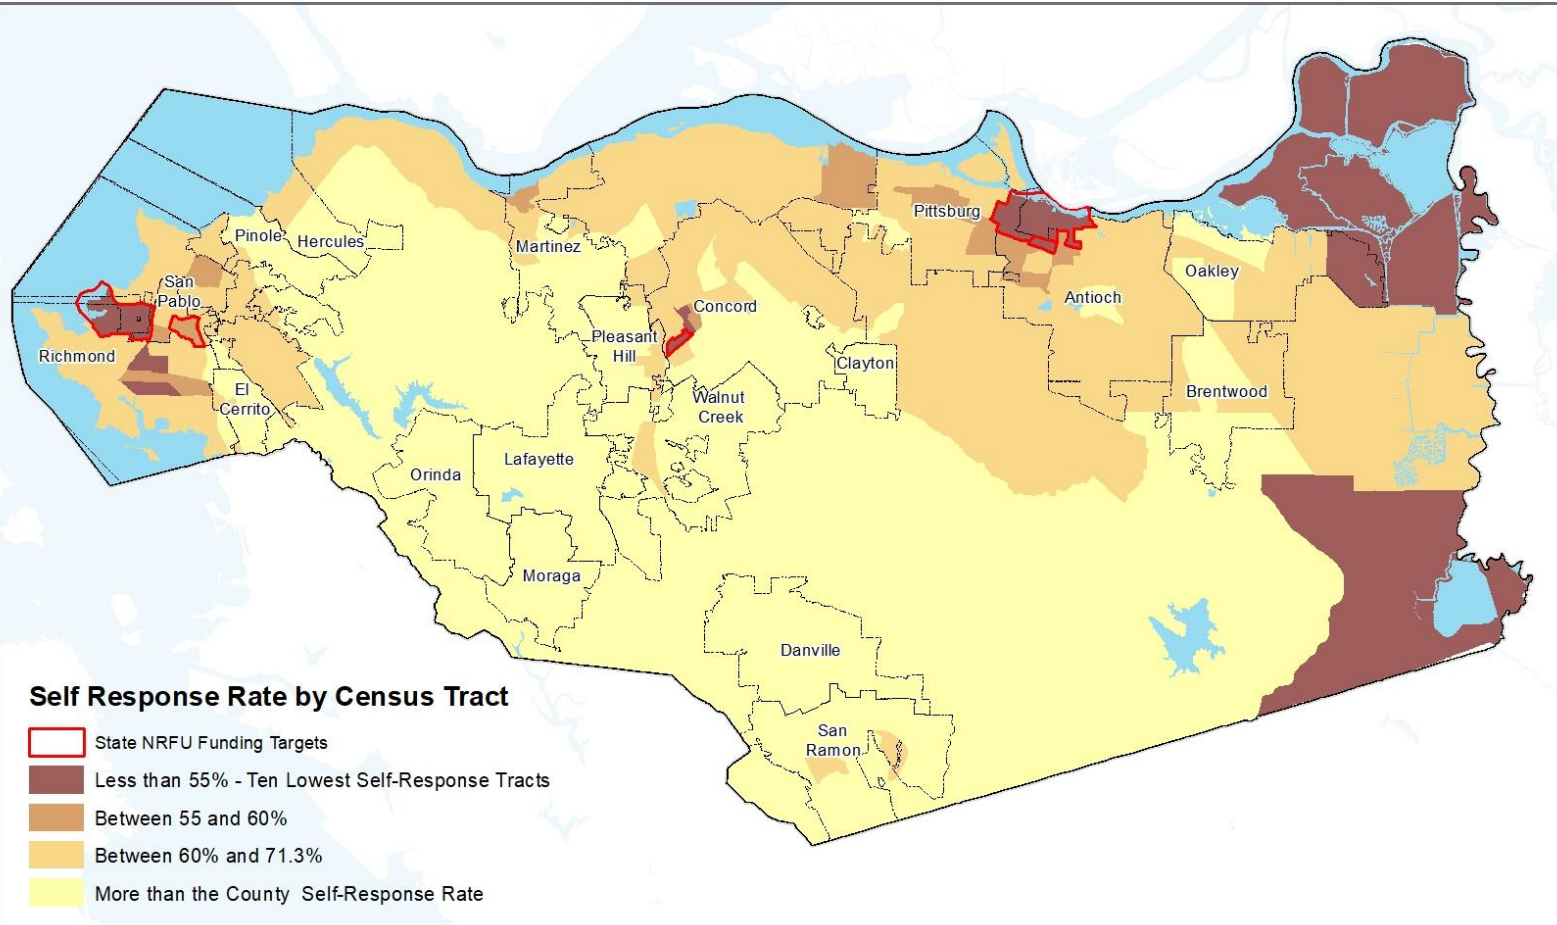 Pittsburg
Pinole
Hercules
Martinez
Oakley
San
Pablo
Antioch
Concord
Pleasant
Hill
Richmond
Clayton
El
Cerrito
Walnut
Creek
Brentwood
Orinda
Lafayette
Moraga
Danville
San
Ramon
Self Response Rate by Census Tract
State NRFU Funding Targets
Less than 55% - Ten Lowest Self-Response Tracts
Between 55 and 60%
Between 60% and 71.3%
More than the County Self-Response Rate